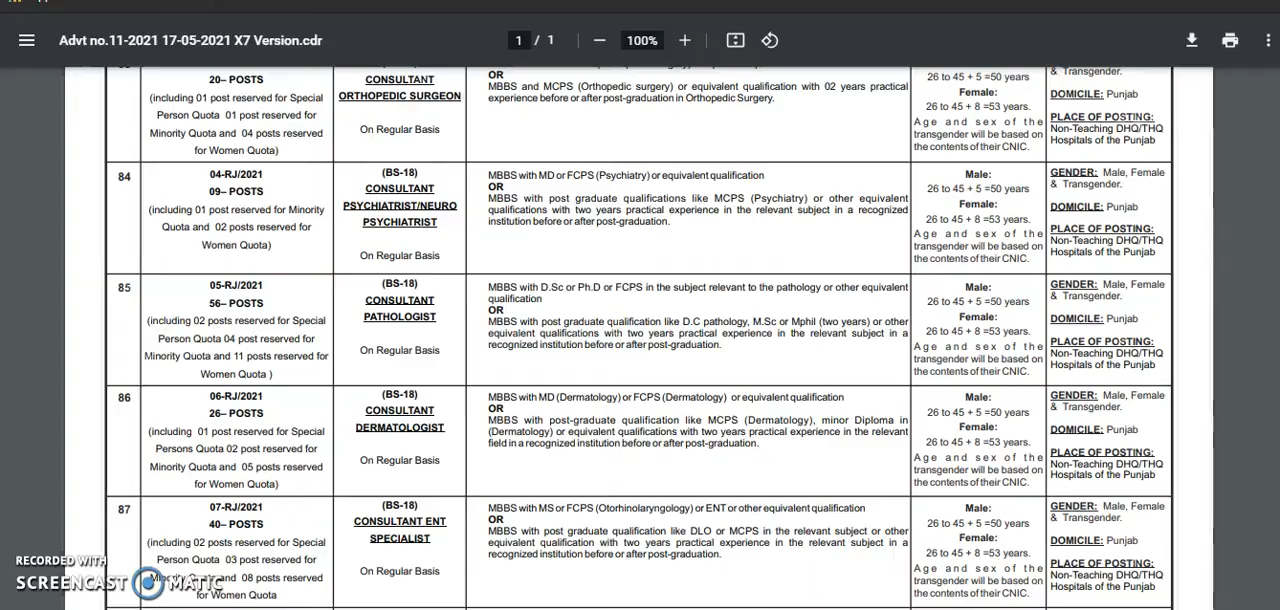 Advt no.11-2021 17-05-2021 X7 Version.cdr
1 / 1
100%
20– POSTS
(including 01 post reserved for Special
Person Quota 01 post reserved for
Minority Quota and 04 posts reserved
for Women Quota)
CONSULTANT
ORTHOPEDIC SURGEON
On Regular Basis
OR
MBBS and MCPS (Orthopedic surgery) or equivalent qualification with 02 years practical
experience before or after post-graduation in Orthopedic Surgery.
26 to 45 + 5 =50 years
Female:
26 to 45 + 8 =53 years.
Age and sex of the
transgender will be based on
the contents of their CNIC.
& Transgender.
DOMICILE: Punjab
PLACE OF POSTING:
Non-Teaching DHQ/THQ
Hospitals of the Punjab
84
04-RJ/2021
09– POSTS
(including 01 post reserved for Minority
Quota and 02 posts reserved for
Women Quota)
(BS-18)
CONSULTANT
PSYCHIATRIST/NEURO
PSYCHIATRIST
On Regular Basis
MBBS with MD or FCPS (Psychiatry) or equivalent qualification
OR
MBBS with post graduate qualifications like MCPS (Psychiatry) or other equivalent
qualifications with two years practical experience in the relevant subject in a recognized
institution before or after post-graduation.
Male:
26 to 45 + 5 =50 years
Female:
26 to 45 + 8 =53 years.
Age and sex of the
transgender will be based on
the contents of their CNIC.
GENDER: Male, Female
& Transgender.
DOMICILE: Punjab
PLACE OF POSTING:
Non-Teaching DHQ/THQ
Hospitals of the Punjab
85
05-RJ/2021
56– POSTS
(including 02 posts reserved for Special
Person Quota 04 post reserved for
Minority Quota and 11 posts reserved for
Women Quota )
(BS-18)
CONSULTANT
PATHOLOGIST
On Regular Basis
MBBS with D.Sc or Ph.D or FCPS in the subject relevant to the pathology or other equivalent
qualification
OR
MBBS with post graduate qualification like D.C pathology, M.Sc or Mphil (two years) or other
equivalent qualifications with two years practical experience in the relevant subject in a
recognized institution before or after post-graduation.
Male:
26 to 45 + 5 =50 years
Female:
26 to 45 + 8 =53 years.
Age and sex of the
transgender will be based on
the contents of their CNIC.
GENDER: Male, Female
& Transgender.
DOMICILE: Punjab
PLACE OF POSTING:
Non-Teaching DHQ/THQ
Hospitals of the Punjab
86
06-RJ/2021
26– POSTS
(including 01 post reserved for Special
Persons Quota 02 post reserved for
Minority Quota and 05 posts reserved
for Women Quota)
(BS-18)
CONSULTANT
DERMATOLOGIST
On Regular Basis
MBBS with MD (Dermatology) or FCPS (Dermatology) or equivalent qualification
OR
MBBS with post-graduate qualification like MCPS (Dermatology), minor Diploma in
(Dermatology) or equivalent qualifications with two years practical experience in the relevant
field in a recognized institution before or after post-graduation.
Male:
26 to 45 + 5 =50 years
Female:
26 to 45 + 8 =53 years.
Age and sex of the
transgender will be based on
the contents of their CNIC.
GENDER: Male, Female
& Transgender.
DOMICILE: Punjab
PLACE OF POSTING:
Non-Teaching DHQ/THQ
Hospitals of the Punjab
87
07-RJ/2021
40– POSTS
(including 02 posts reserved for Special
Person Quota 03 post reserved for
and 08 posts reserved
for Women Quota
(BS-18)
CONSULTANT ENT
SPECIALIST
On Regular Basis
MBBS with MS or FCPS (Otorhinolaryngology) or ENT or other equivalent qualification
OR
MBBS with post graduate qualification like DLO or MCPS in the relevant subject or other
equivalent qualification with two years practical experience in the relevant subject in a
recognized institution before or after post-graduation.
Male:
26 to 45 + 5 =50 years
Female:
26 to 45 + 8 =53 years.
Age and sex of the
transgender will be based on
the contents of their CNIC.
GENDER: Male, Female
& Transgender.
DOMICILE: Punjab
PLACE OF POSTING:
Non-Teaching DHQ/THQ
Hospitals of the Punjab
RECORDED WITH
SCREENCAST MATIC